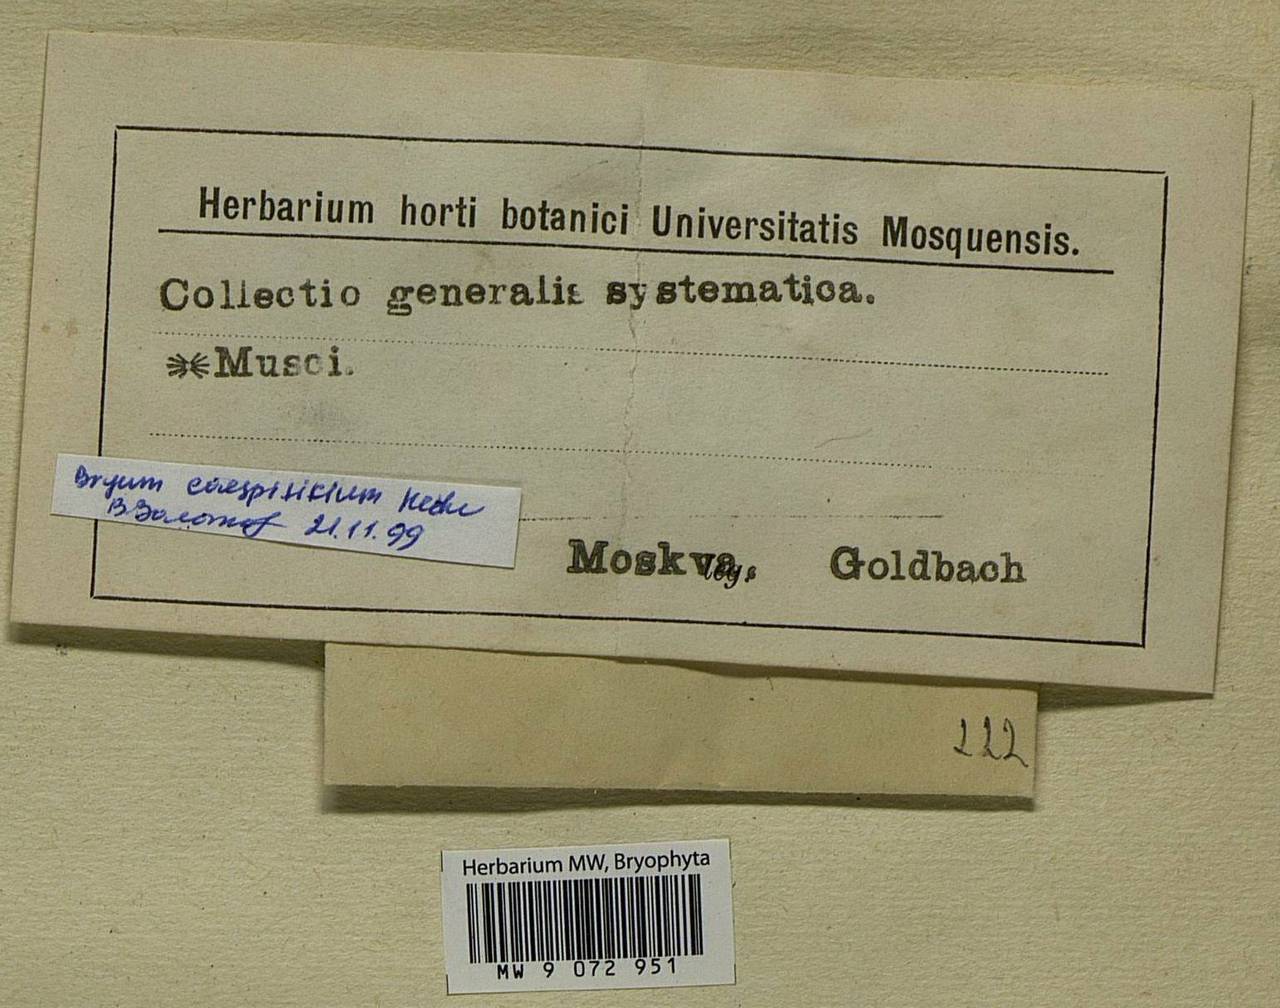 Herbarium horti botanici Universitatis Mosquensis.
Collectio generalis systematica.
Musci.
Bryum caespiticium Hedw
В Золотов 21.11.99
Moskva, leg. Goldbach
222
Herbarium MW, Bryophyta
MW 9 072 951